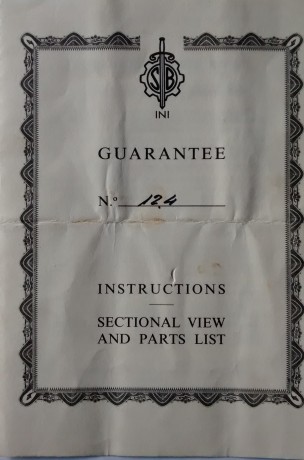 SB
INI
GUARANTEE
N.º 124
INSTRUCTIONS
SECTIONAL VIEW
AND PARTS LIST